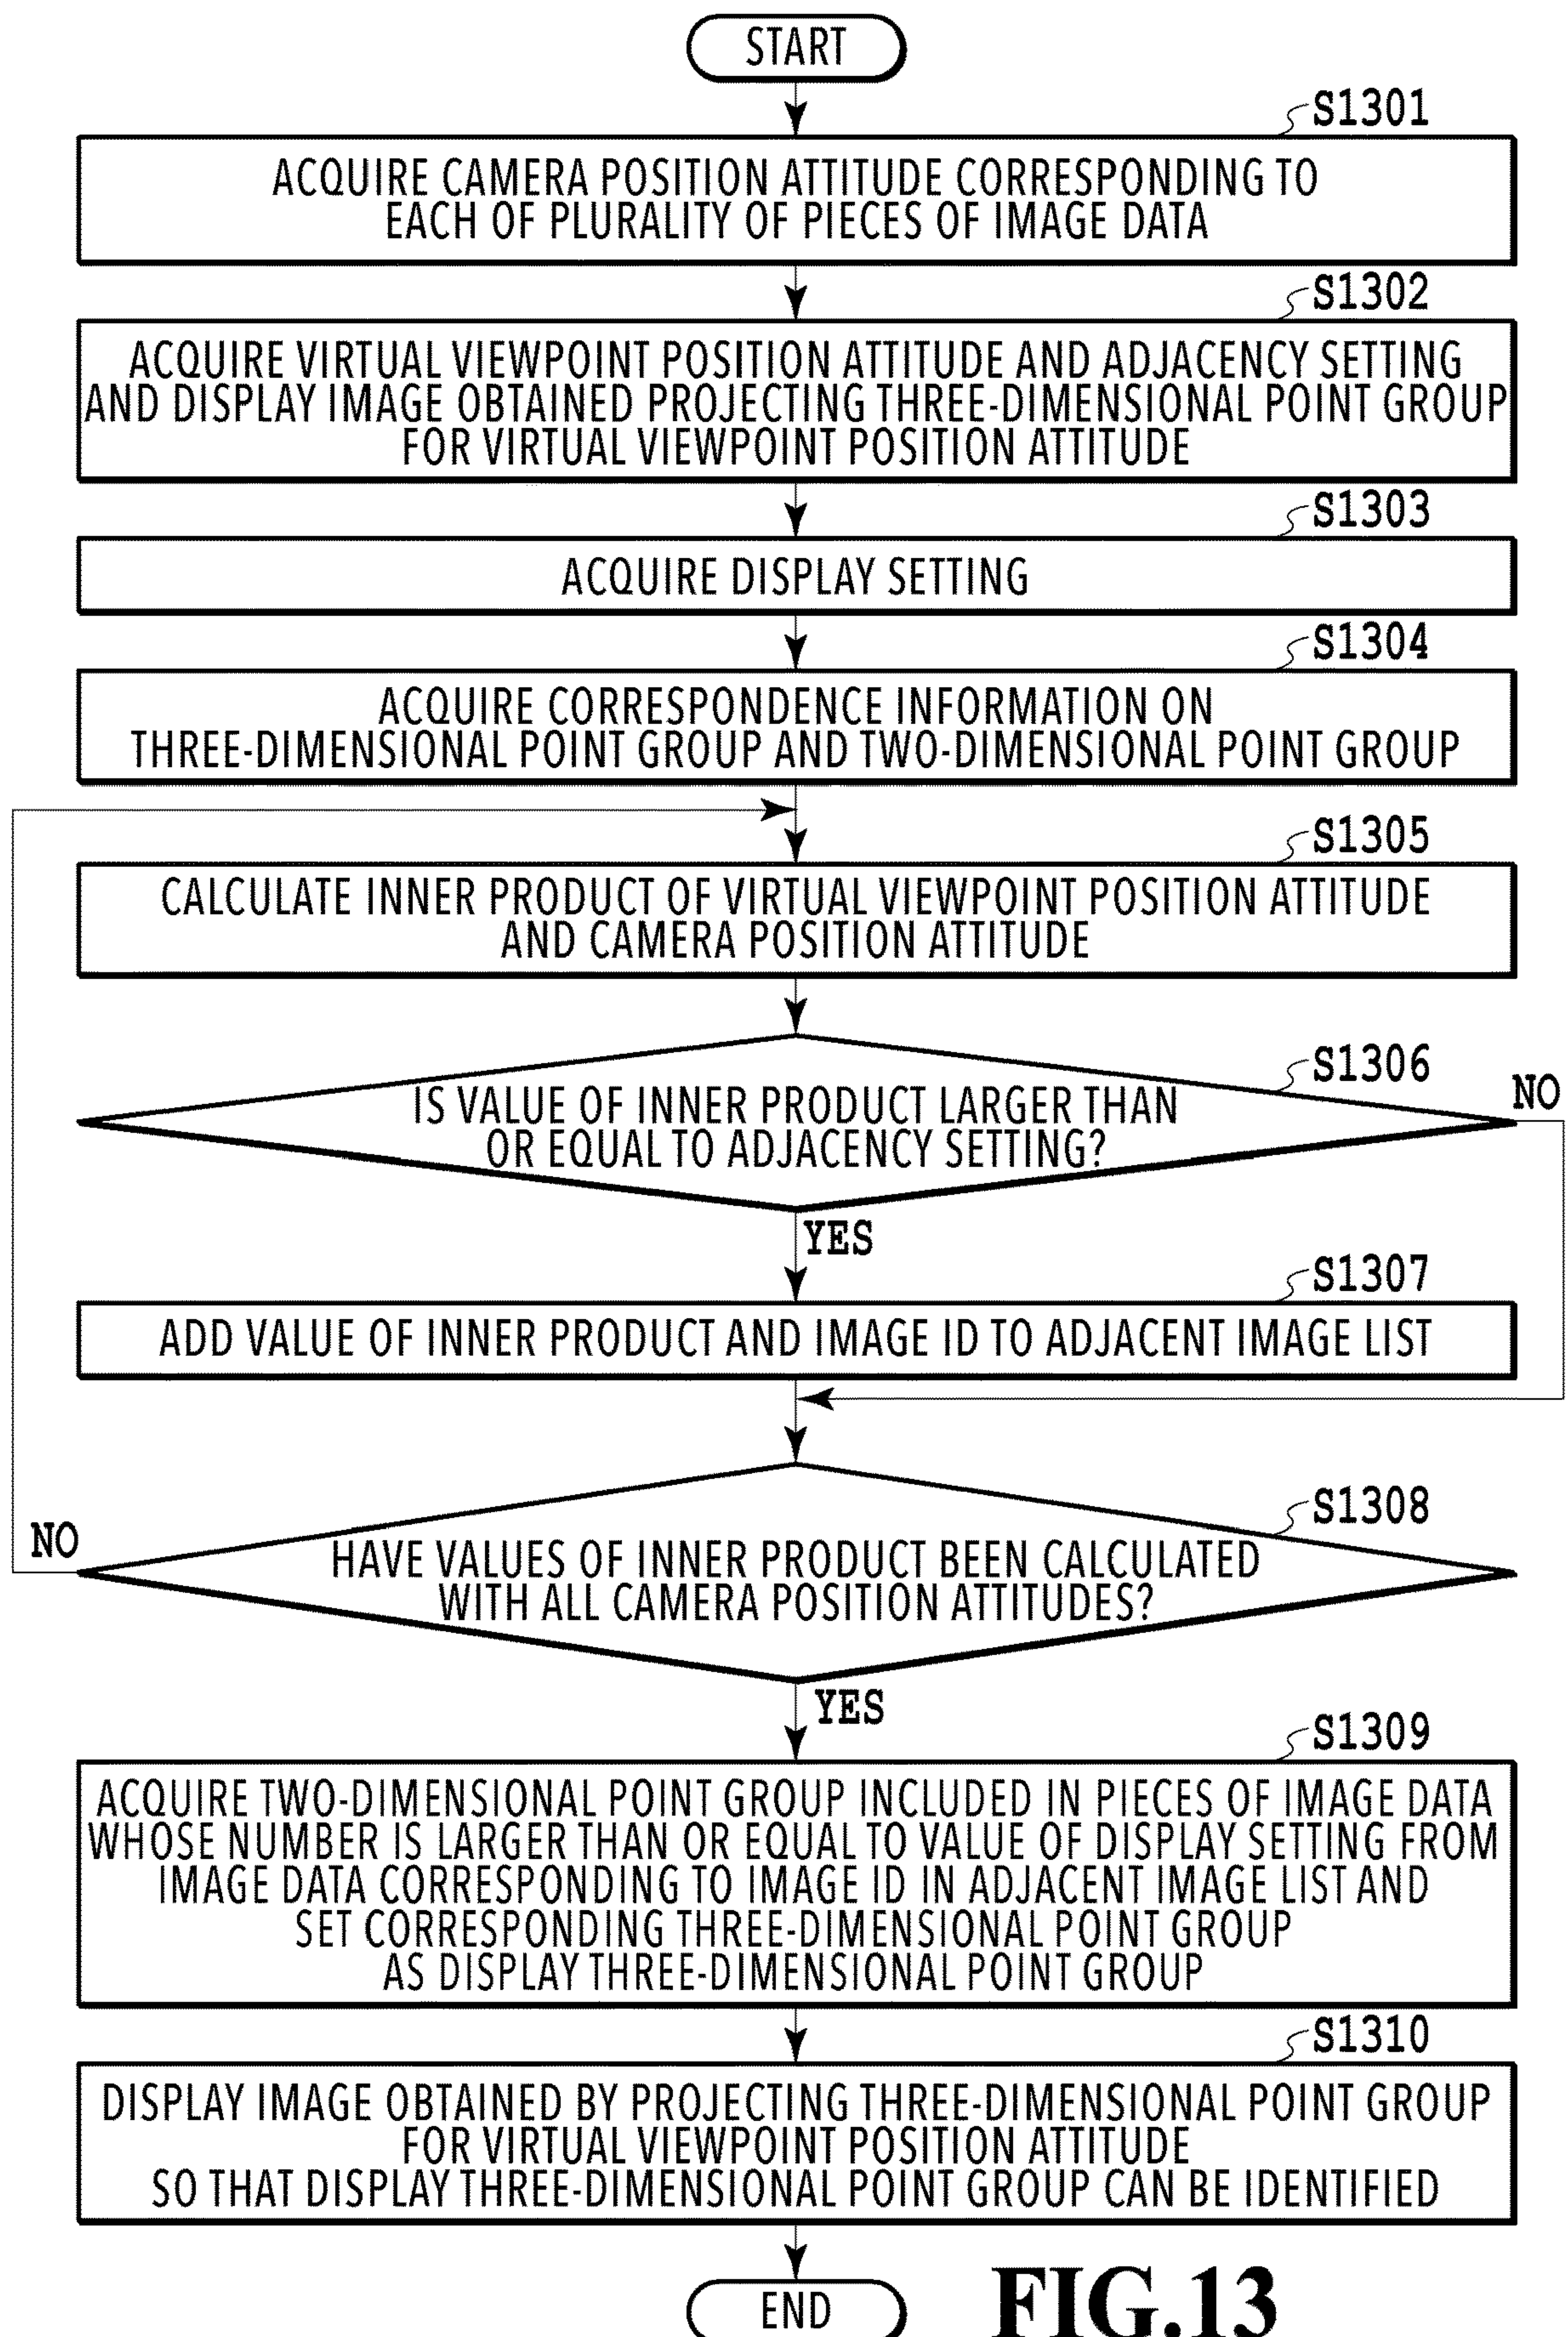 START
S1301
ACQUIRE CAMERA POSITION ATTITUDE CORRESPONDING TO
EACH OF PLURALITY OF PIECES OF IMAGE DATA
S1302
ACQUIRE VIRTUAL VIEWPOINT POSITION ATTITUDE AND ADJACENCY SETTING
AND DISPLAY IMAGE OBTAINED PROJECTING THREE-DIMENSIONAL POINT GROUP
FOR VIRTUAL VIEWPOINT POSITION ATTITUDE
S1303
ACQUIRE DISPLAY SETTING
S1304
ACQUIRE CORRESPONDENCE INFORMATION ON
THREE-DIMENSIONAL POINT GROUP AND TWO-DIMENSIONAL POINT GROUP
S1305
CALCULATE INNER PRODUCT OF VIRTUAL VIEWPOINT POSITION ATTITUDE
AND CAMERA POSITION ATTITUDE
S1306
NO
IS VALUE OF INNER PRODUCT LARGER THAN
OR EQUAL TO ADJACENCY SETTING?
YES
S1307
ADD VALUE OF INNER PRODUCT AND IMAGE ID TO ADJACENT IMAGE LIST
S1308
NO
HAVE VALUES OF INNER PRODUCT BEEN CALCULATED
WITH ALL CAMERA POSITION ATTITUDES?
YES
S1309
ACQUIRE TWO-DIMENSIONAL POINT GROUP INCLUDED IN PIECES OF IMAGE DATA
WHOSE NUMBER IS LARGER THAN OR EQUAL TO VALUE OF DISPLAY SETTING FROM
IMAGE DATA CORRESPONDING TO IMAGE ID IN ADJACENT IMAGE LIST AND
SET CORRESPONDING THREE-DIMENSIONAL POINT GROUP
AS DISPLAY THREE-DIMENSIONAL POINT GROUP
S1310
DISPLAY IMAGE OBTAINED BY PROJECTING THREE-DIMENSIONAL POINT GROUP
FOR VIRTUAL VIEWPOINT POSITION ATTITUDE
SO THAT DISPLAY THREE-DIMENSIONAL POINT GROUP CAN BE IDENTIFIED
END
FIG.13